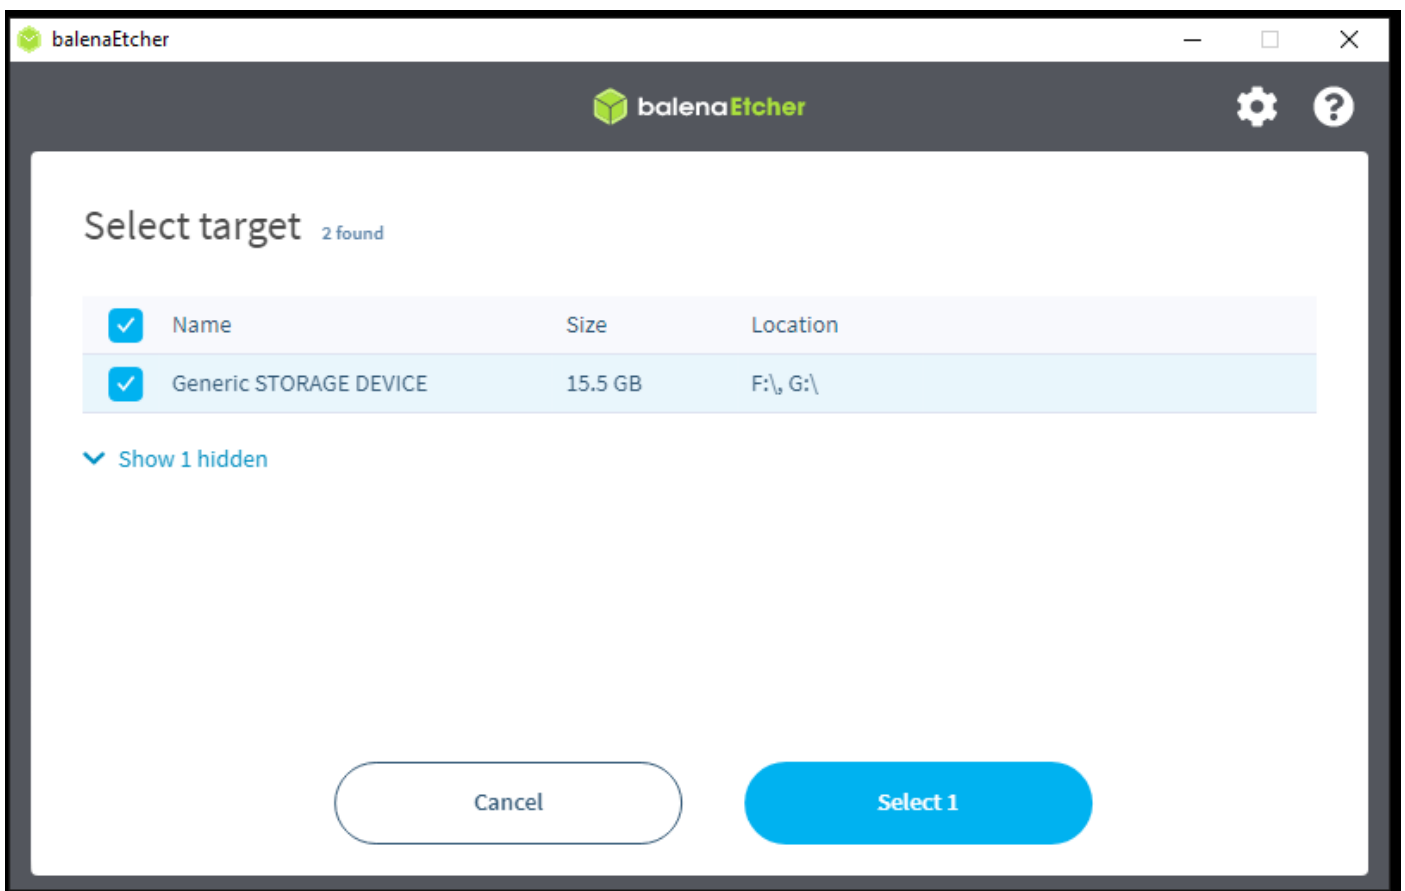 balenaEtcher
balenaEtcher
Select target 2 found
Name Size Location
Generic STORAGE DEVICE 15.5 GB F:\, G:\
Show 1 hidden
Cancel Select 1